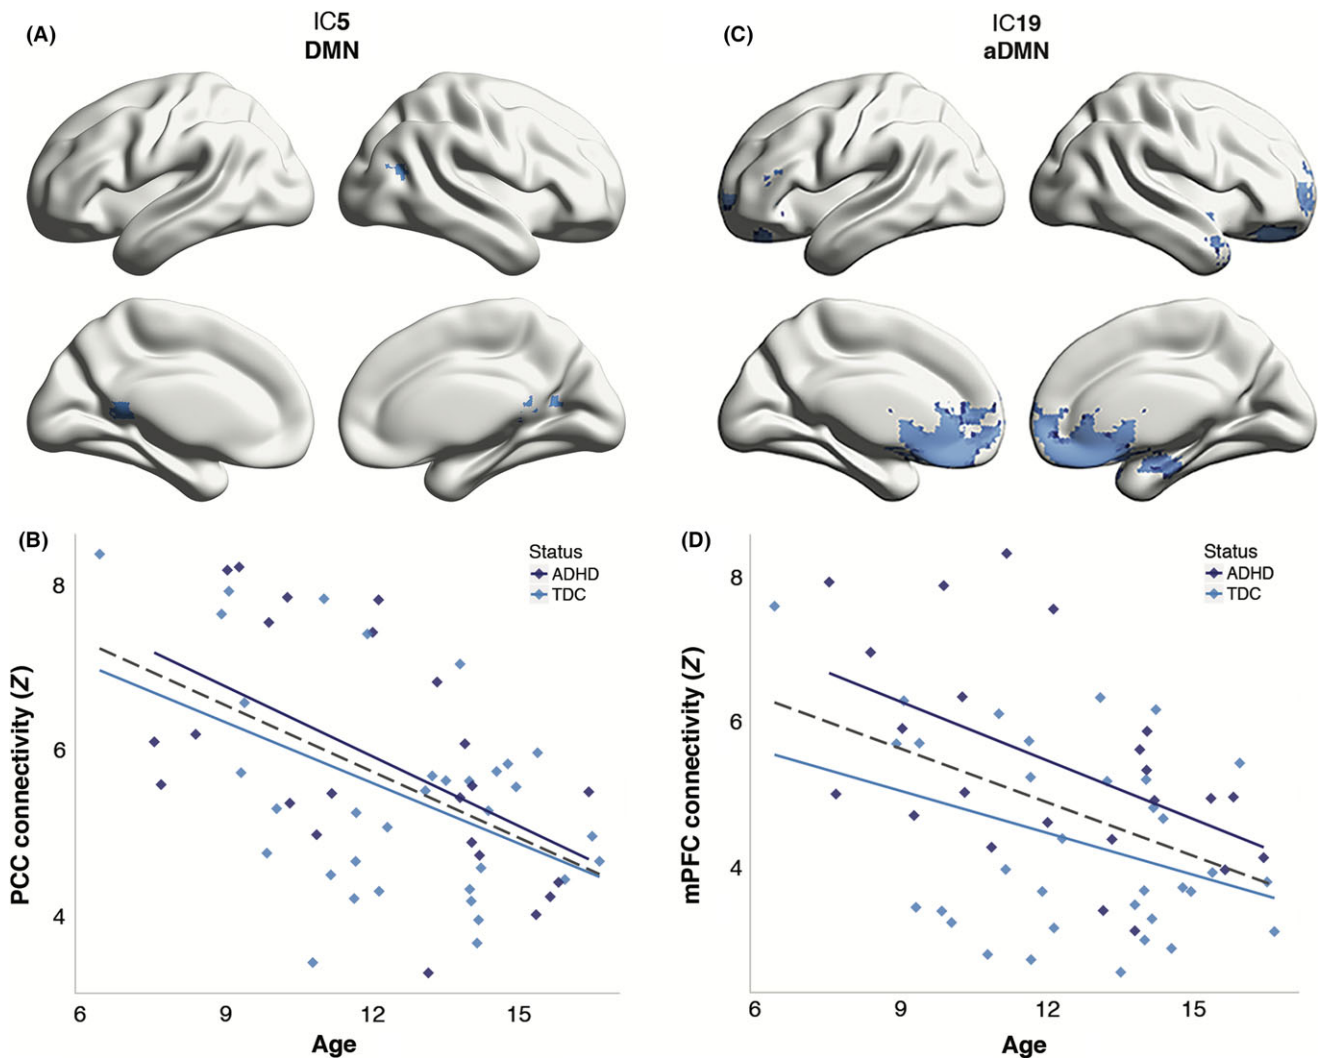 (A)
IC5
DMN
(C)
IC19
aDMN
(B)
Status
ADHD
TDC
8
6
4
PCC connectivity (Z)
6 9 12 15
Age
(D)
Status
ADHD
TDC
8
6
4
mPFC connectivity (Z)
6 9 12 15
Age